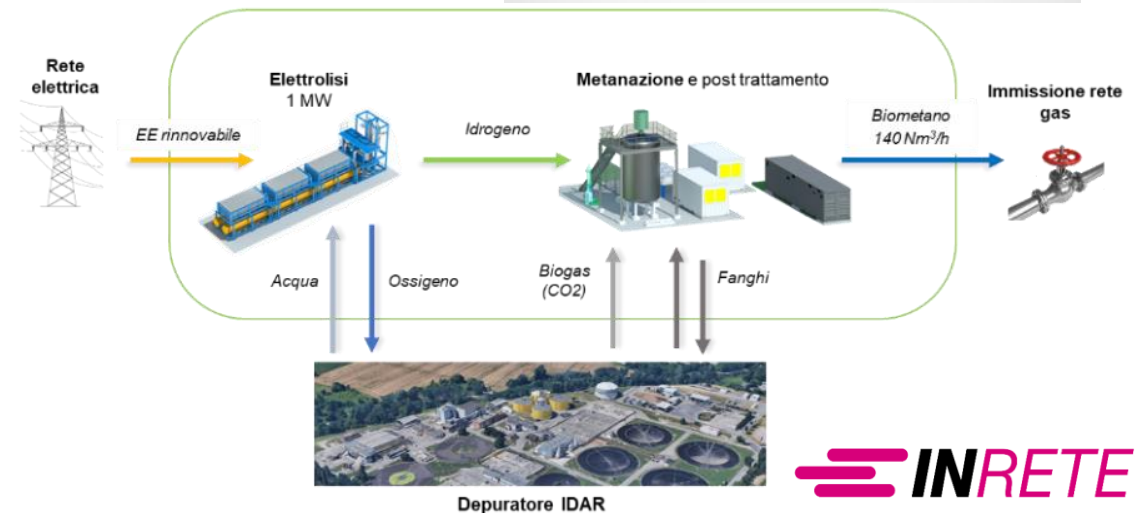 Rete
elettrica
EE rinnovabile
Elettrolisi
1 MW
Idrogeno
Metanazione e post trattamento
Biometano
140 Nm³/h
Immissione rete
gas
Acqua
Ossigeno
Biogas
(CO2)
Fanghi
Depuratore IDAR
INRETE